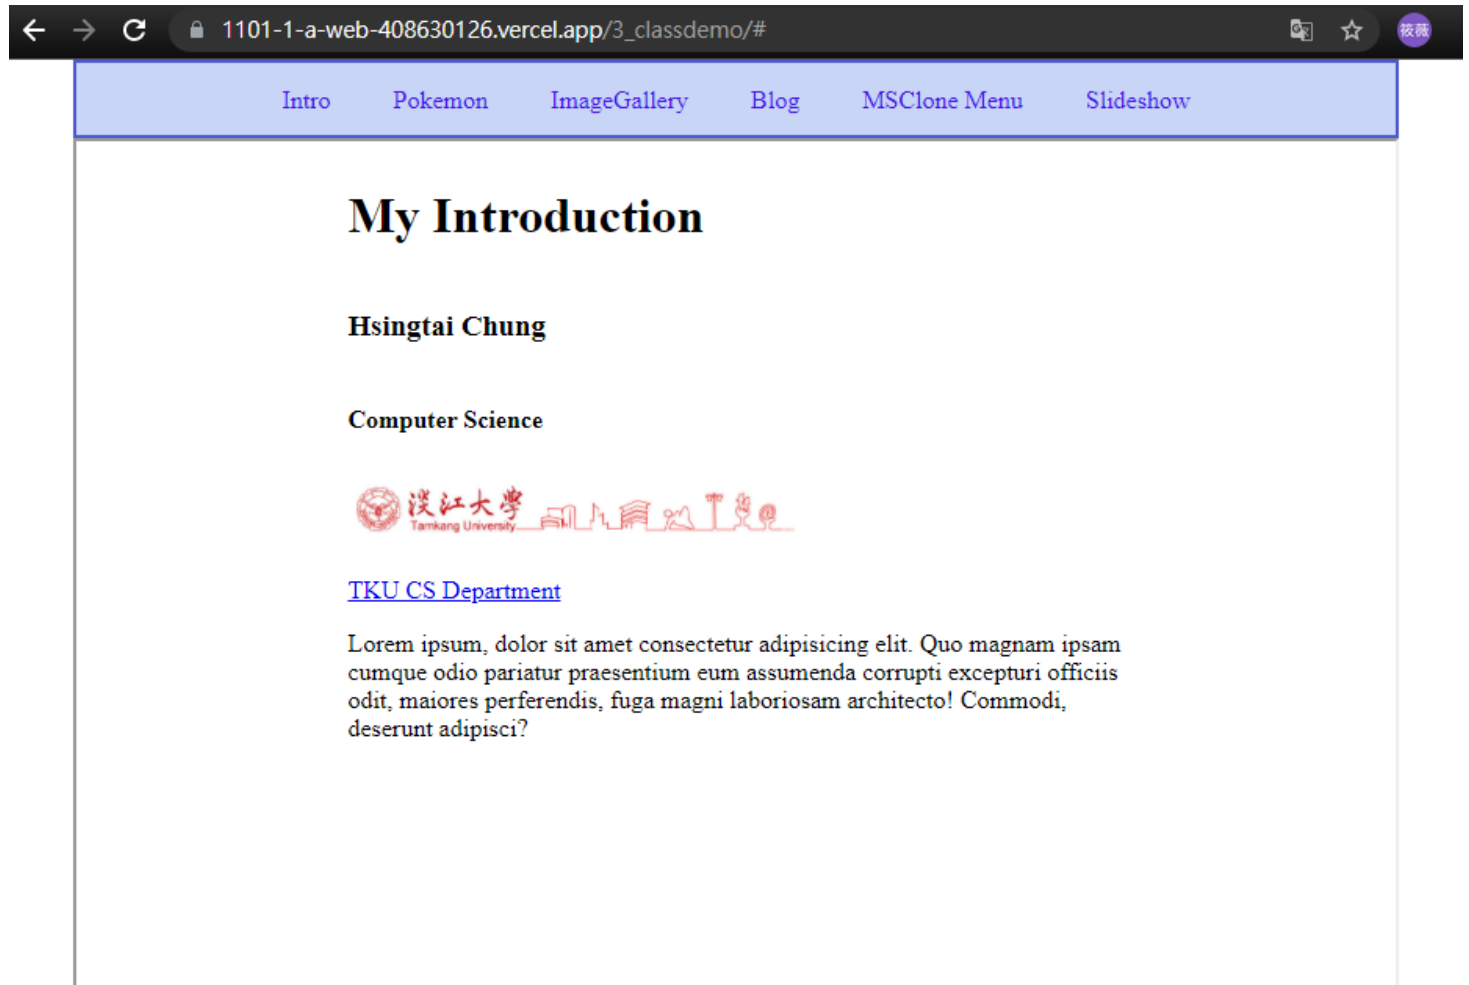 1101-1-a-web-408630126.vercel.app/3_classdemo/#
筱薇
Intro Pokemon ImageGallery Blog MSClone Menu Slideshow
My Introduction
Hsingtai Chung
Computer Science
淡江大學
Tamkang University
TKU CS Department
Lorem ipsum, dolor sit amet consectetur adipisicing elit. Quo magnam ipsam
cumque odio pariatur praesentium eum assumenda corrupti excepturi officiis
odit, maiores perferendis, fuga magni laboriosam architecto! Commodi,
deserunt adipisci?